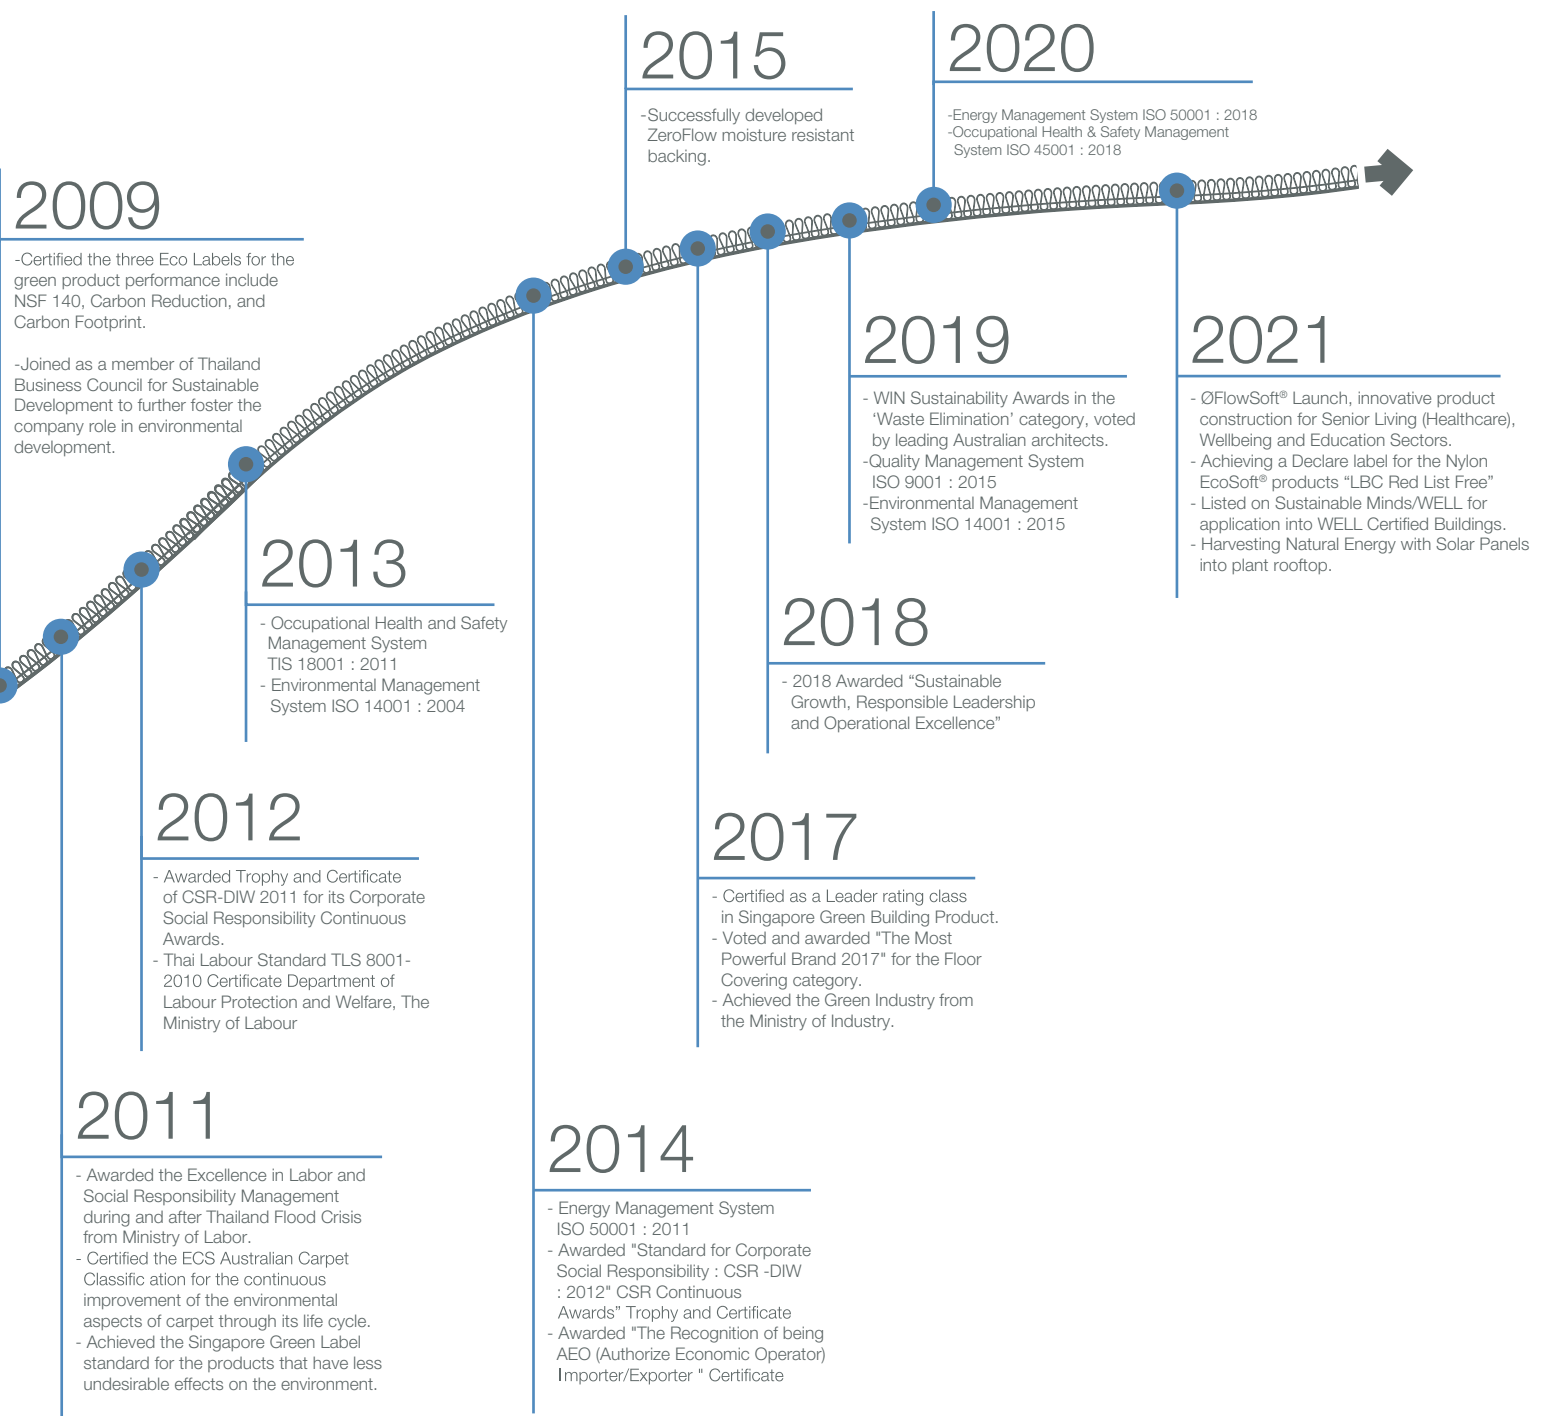 2009
-Certified the three Eco Labels for the
green product performance include
NSF 140, Carbon Reduction, and
Carbon Footprint.
-Joined as a member of Thailand
Business Council for Sustainable
Development to further foster the
company role in environmental
development.
2011
- Awarded the Excellence in Labor and
Social Responsibility Management
during and after Thailand Flood Crisis
from Ministry of Labor.
- Certified the ECS Australian Carpet
Classific ation for the continuous
improvement of the environmental
aspects of carpet through its life cycle.
- Achieved the Singapore Green Label
standard for the products that have less
undesirable effects on the environment.
2012
- Awarded Trophy and Certificate
of CSR-DIW 2011 for its Corporate
Social Responsibility Continuous
Awards.
- Thai Labour Standard TLS 8001-
2010 Certificate Department of
Labour Protection and Welfare, The
Ministry of Labour
2013
- Occupational Health and Safety
Management System
TIS 18001 : 2011
- Environmental Management
System ISO 14001 : 2004
2014
- Energy Management System
ISO 50001 : 2011
- Awarded "Standard for Corporate
Social Responsibility : CSR -DIW
: 2012" CSR Continuous
Awards” Trophy and Certificate
- Awarded "The Recognition of being
AEO (Authorize Economic Operator)
Importer/Exporter " Certificate
2015
-Successfully developed
ZeroFlow moisture resistant
backing.
2017
- Certified as a Leader rating class
in Singapore Green Building Product.
- Voted and awarded "The Most
Powerful Brand 2017" for the Floor
Covering category.
- Achieved the Green Industry from
the Ministry of Industry.
2018
- 2018 Awarded “Sustainable
Growth, Responsible Leadership
and Operational Excellence”
2019
- WIN Sustainability Awards in the
‘Waste Elimination’ category, voted
by leading Australian architects.
-Quality Management System
ISO 9001 : 2015
-Environmental Management
System ISO 14001 : 2015
2020
-Energy Management System ISO 50001 : 2018
-Occupational Health & Safety Management
System ISO 45001 : 2018
2021
- ØFlowSoft® Launch, innovative product
construction for Senior Living (Healthcare),
Wellbeing and Education Sectors.
- Achieving a Declare label for the Nylon
EcoSoft® products “LBC Red List Free”
- Listed on Sustainable Minds/WELL for
application into WELL Certified Buildings.
- Harvesting Natural Energy with Solar Panels
into plant rooftop.